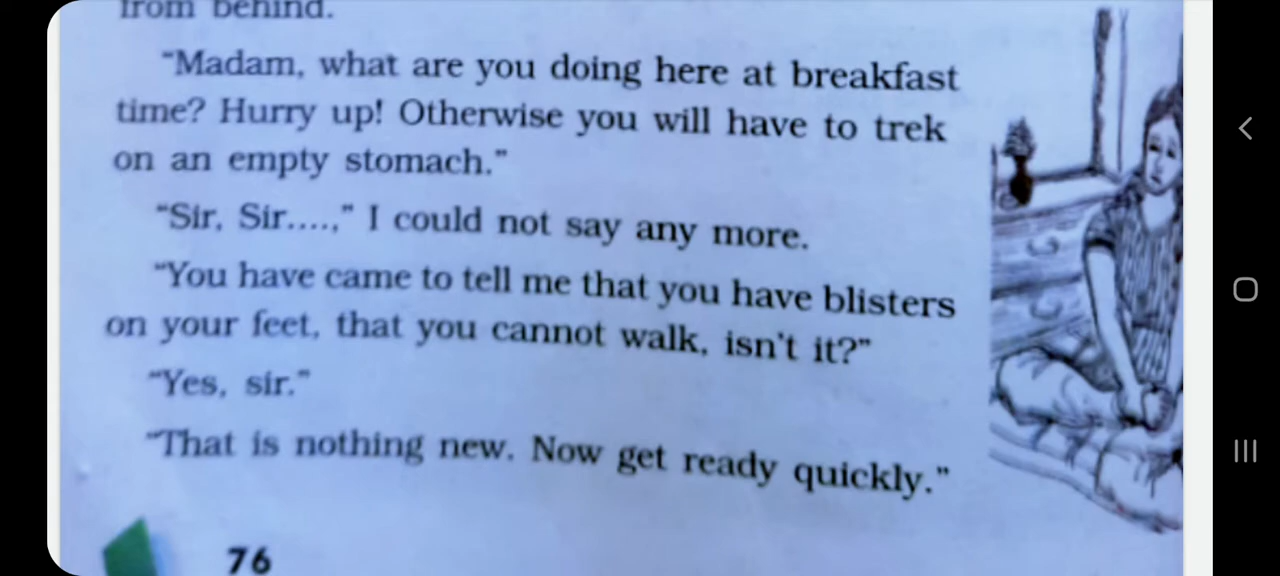 from behind.
“Madam, what are you doing here at breakfast
time? Hurry up! Otherwise you will have to trek
on an empty stomach.”
“Sir, Sir....,” I could not say any more.
“You have came to tell me that you have blisters
on your feet, that you cannot walk, isn't it?”
“Yes, sir.”
“That is nothing new. Now get ready quickly.”
76